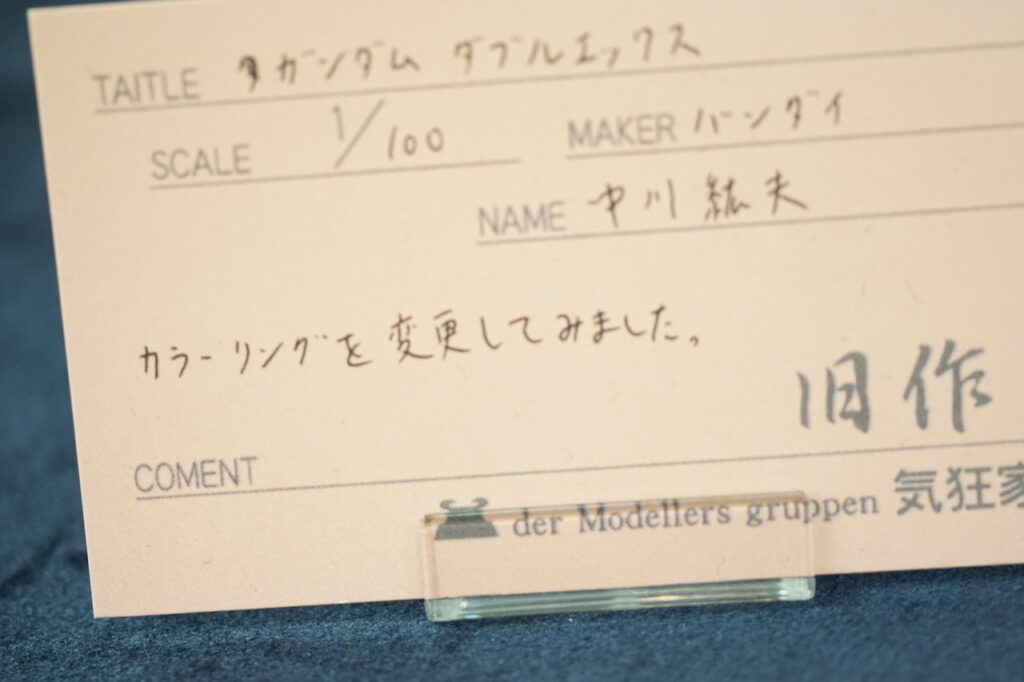 TAITLE ガンダム ダブルエックス
SCALE 1/100 MAKER バンダイ
NAME 中川 紘夫
カラーリングを変更してみました。
旧作
COMENT
der Modellers gruppen 気狂家